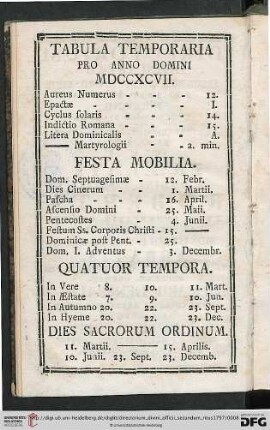 TABULA TEMPORARIA
PRO ANNO DOMINI
MDCCXCVII.
Aureus Numerus - - - 12.
Epactæ - - - - I.
Cyclus solaris - - - 14.
Indictio Romana - - - 15.
Litera Dominicalis - - A.
—— Martyrologii - - a. min.
FESTA MOBILIA.
Dom. Septuagesimæ - 12. Febr.
Dies Cinerum - - 1. Martii.
Pascha - - - 16. April.
Ascensio Domini - 25. Maii.
Pentecostes - - 4. Junii.
Festum Ss. Corporis Christi - 15. ——
Dominicæ post Pent. - 25.
Dom. I. Adventus - 3. Decembr.
QUATUOR TEMPORA.
In Vere 8. 10. 11. Mart.
In Æstate 7. 9. 10. Jun.
In Autumno 20. 22. 23. Sept.
In Hyeme 20. 22. 23. Dec.
DIES SACRORUM ORDINUM.
11. Martii. —— 15. Aprilis.
10. Junii. 23. Sept. 23. Decemb.
DFG